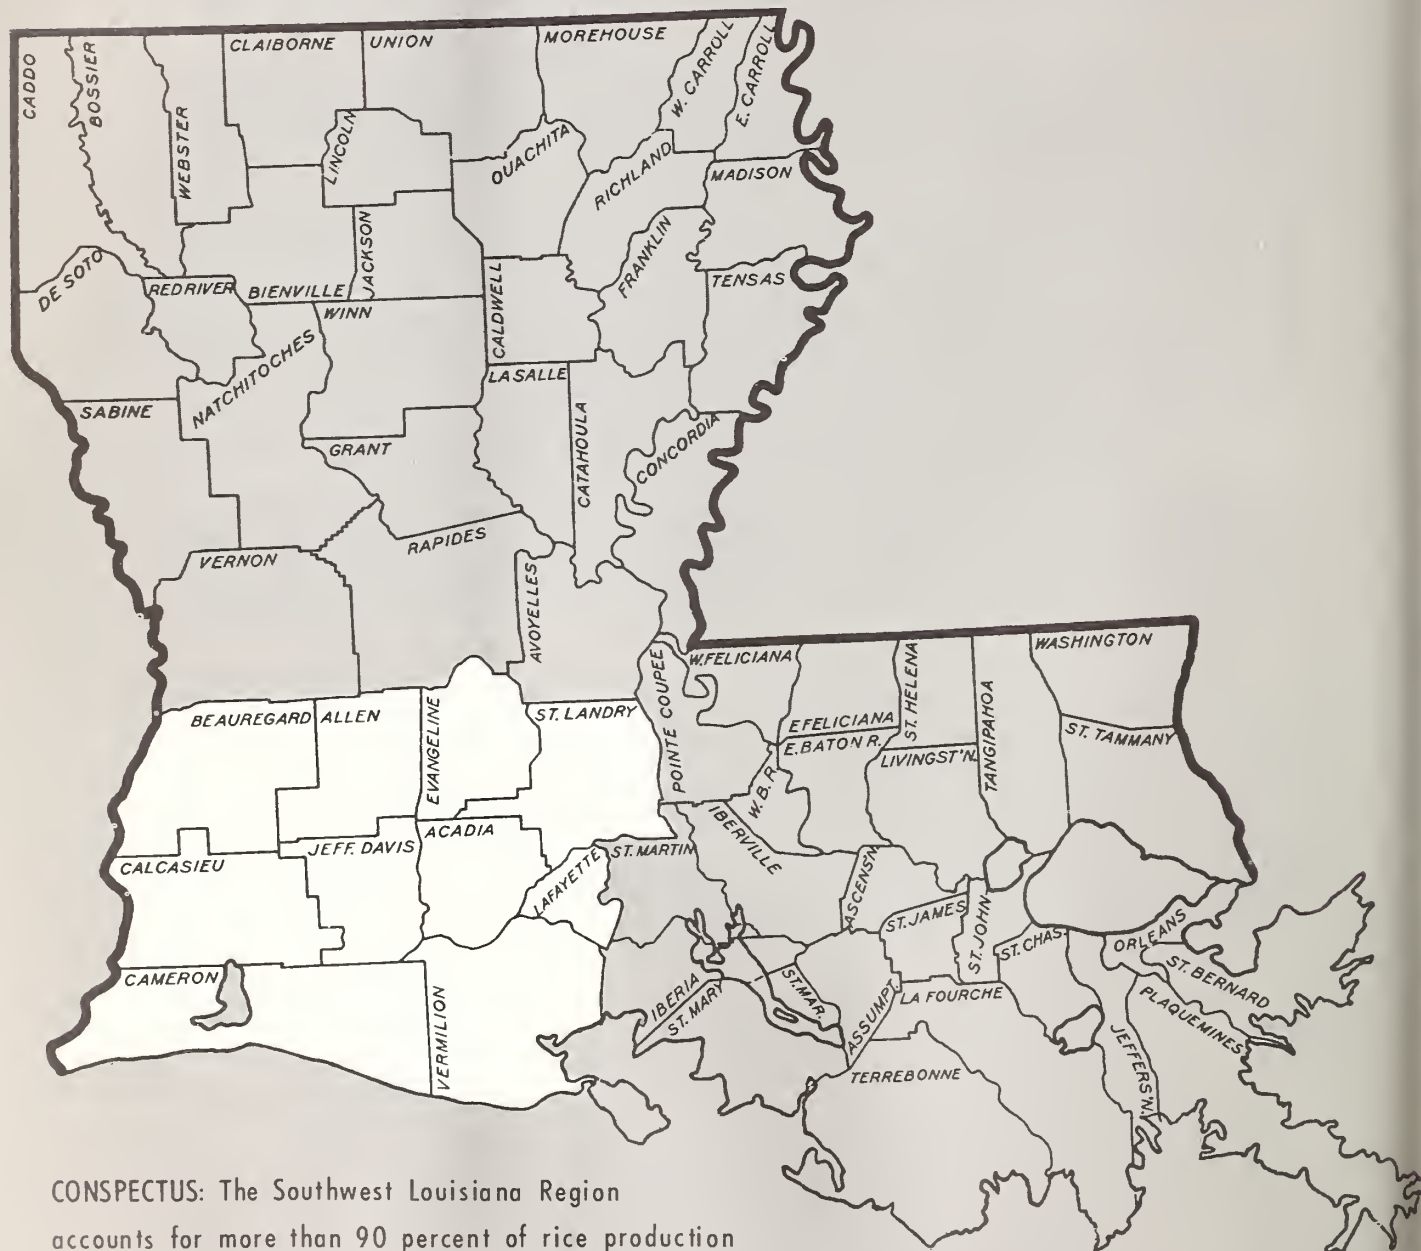 CADDO
BOSSIER
WEBSTER
CLAIBORNE
UNION
MOREHOUSE
W. CARROLL
E. CARROLL
LINCOLN
OUACHITA
RICHLAND
MADISON
DE SOTO
RED RIVER
BIENVILLE
JACKSON
CALDWELL
FRANKLIN
TENSAS
WINN
NATCHITOCHES
SABINE
LA SALLE
CATAHOULA
CONCORDIA
GRANT
VERNON
RAPIDES
AVOYELLES
BEAUREGARD
ALLEN
EVANGELINE
ST. LANDRY
POINTE COUPEE
W. FELICIANA
E FELICIANA
ST. HELENA
TANGIPAHOA
WASHINGTON
E. BATON R.
LIVINGST'N.
ST. TAMMANY
W. B. R.
CALCASIEU
JEFF. DAVIS
ACADIA
LAFAYETTE
ST. MARTIN
IBERVILLE
ASCENS'N
ST. JAMES
ST. JOHN
ST. CHAS.
ORLEANS
ST. BERNARD
PLAQUEMINES
CAMERON
VERMILION
IBERIA
ST. MARY
ST. MAR.
ASSUMPT.
LA FOURCHE
JEFFERS'N.
TERREBONNE
CONSPECTUS: The Southwest Louisiana Region
accounts for more than 90 percent of rice production